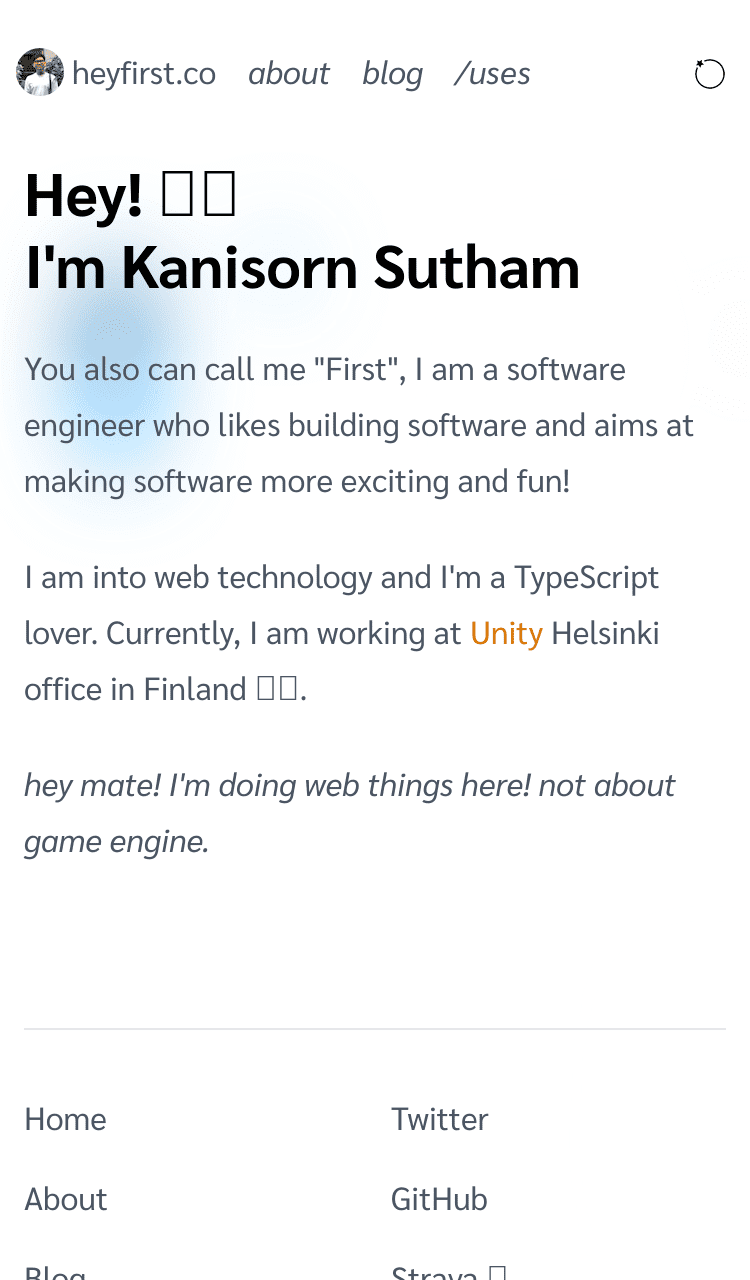 heyfirst.co about blog /uses
Hey!
I'm Kanisorn Sutham
You also can call me "First", I am a software
engineer who likes building software and aims at
making software more exciting and fun!
I am into web technology and I'm a TypeScript
lover. Currently, I am working at Unity Helsinki
office in Finland .
hey mate! I'm doing web things here! not about
game engine.
Home
Twitter
About
GitHub
Blog
Strava